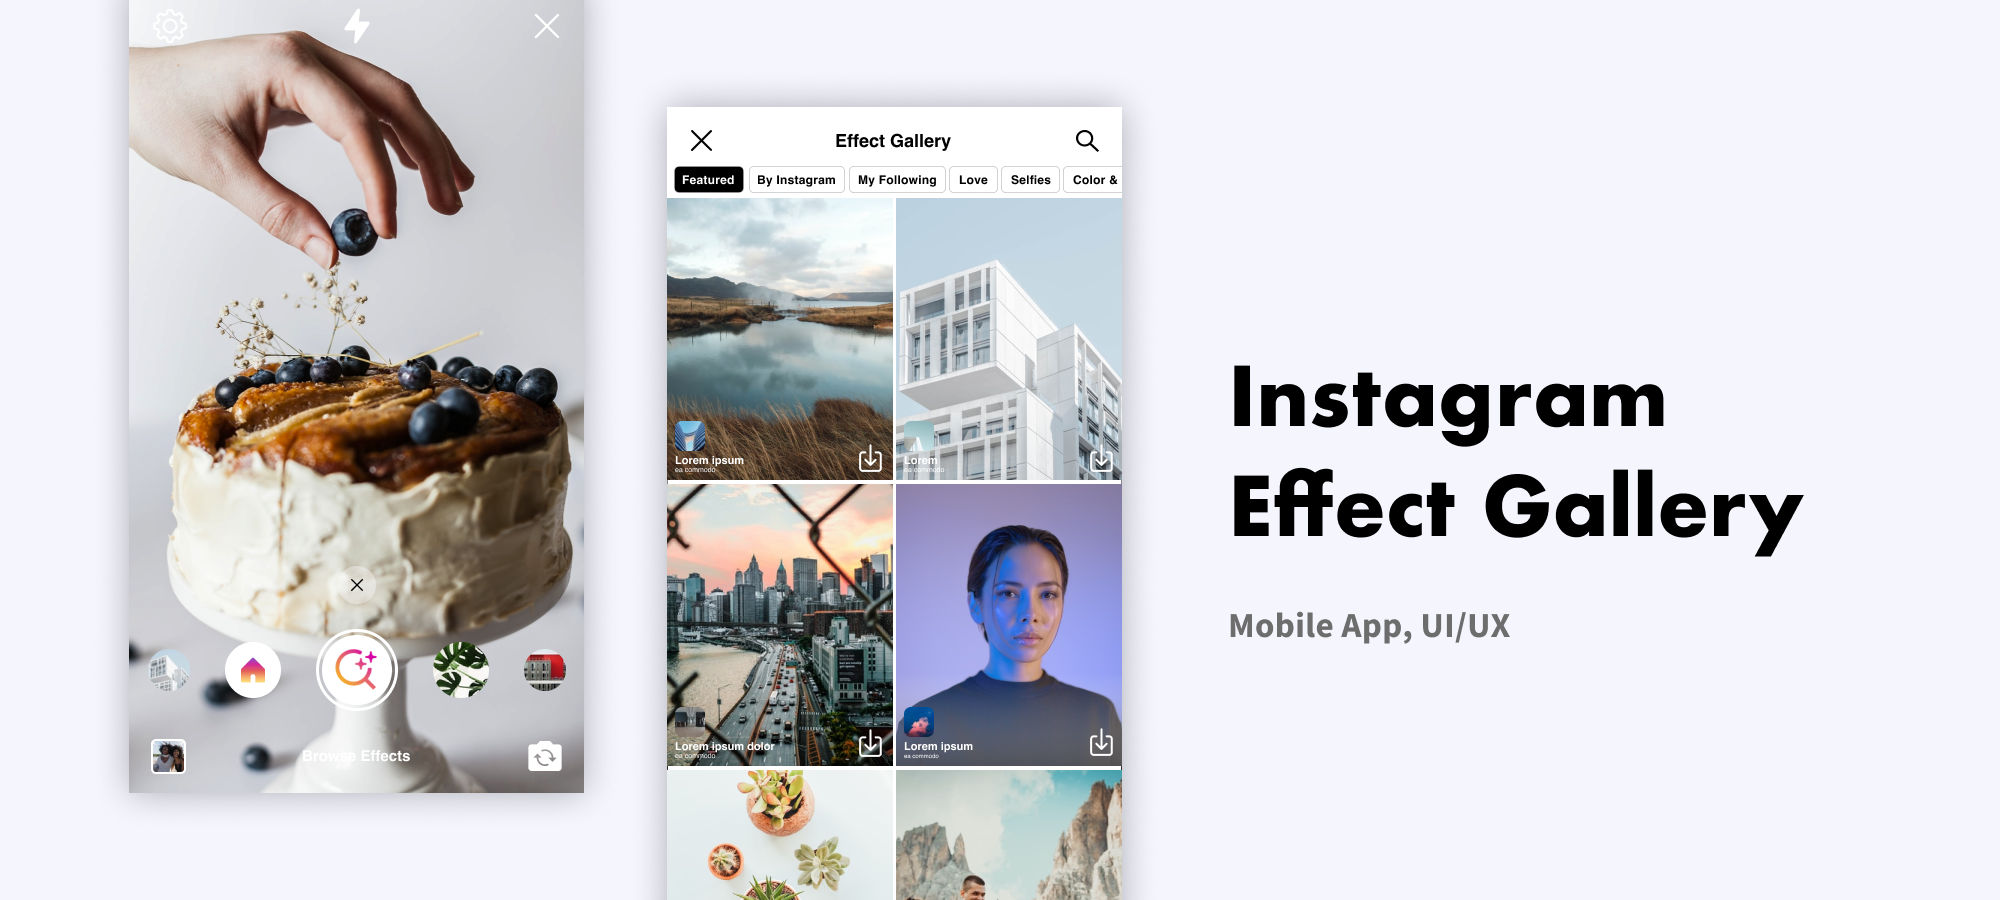 Browse Effects
Effect Gallery
Featured
By Instagram
My Following
Love
Selfies
Color &
Lorem ipsum
ea commodo
Lorem
ea commodo
Lorem ipsum dolor
ea commodo
Lorem ipsum
ea commodo
Instagram
Effect Gallery
Mobile App, UI/UX